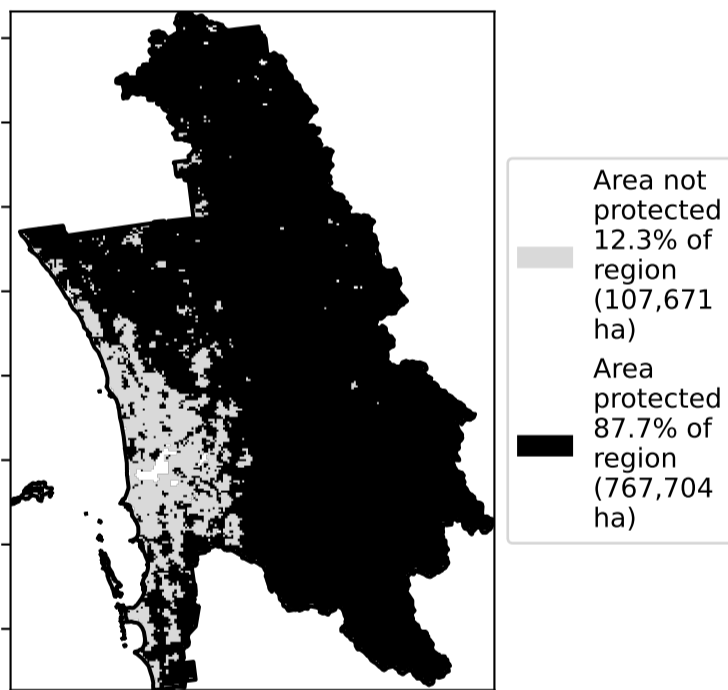 Area not
protected
12.3% of
region
(107,671
ha)
Area
protected
87.7% of
region
(767,704
ha)